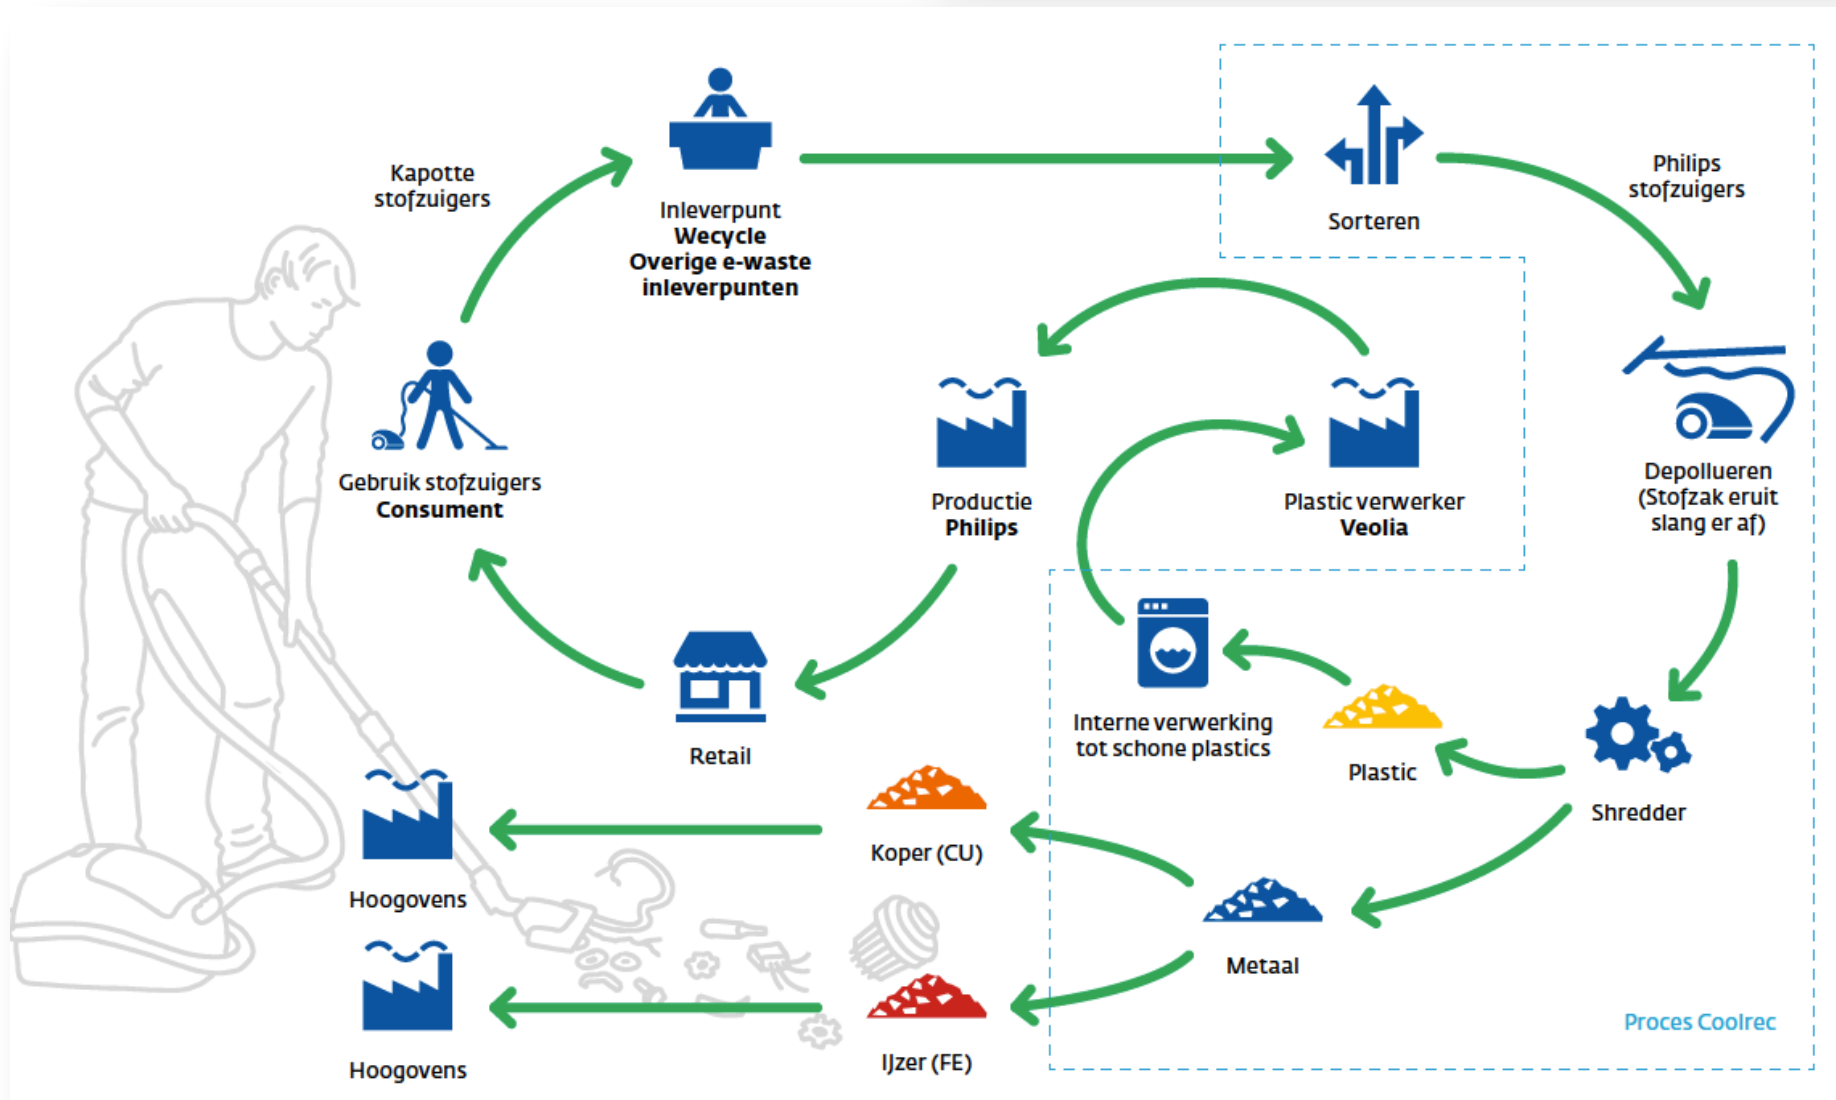 Kapotte
stofzuigers
Inleverpunt
Wecycle
Overige e-waste
inleverpunten
Sorteren
Philips
stofzuigers
Gebruik stofzuigers
Consument
Productie
Philips
Plastic verwerker
Veolia
Depollueren
(Stofzak eruit
slang er af)
Retail
Interne verwerking
tot schone plastics
Plastic
Shredder
Koper (CU)
Hoogovens
Metaal
IJzer (FE)
Hoogovens
Proces Coolrec